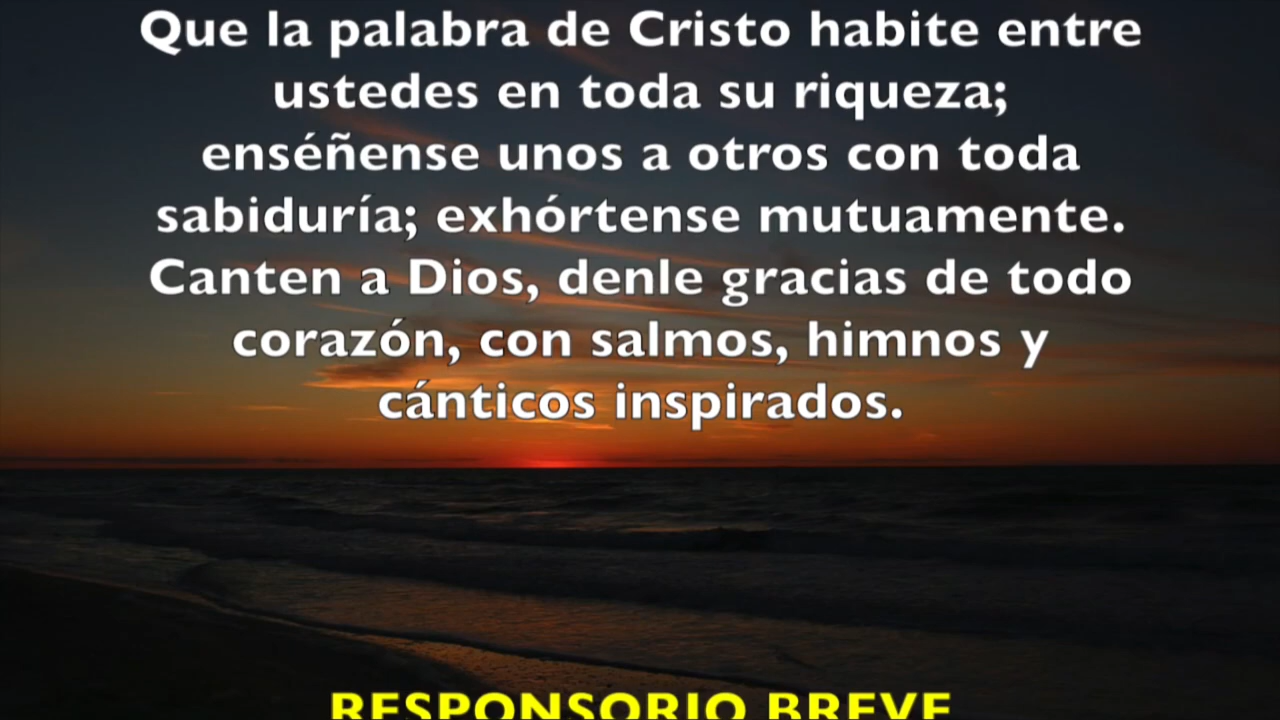 Que la palabra de Cristo habite entre
ustedes en toda su riqueza;
enséñense unos a otros con toda
sabiduría; exhórtense mutuamente.
Canten a Dios, denle gracias de todo
corazón, con salmos, himnos y
cánticos inspirados.
RESPONSORIO BREVE